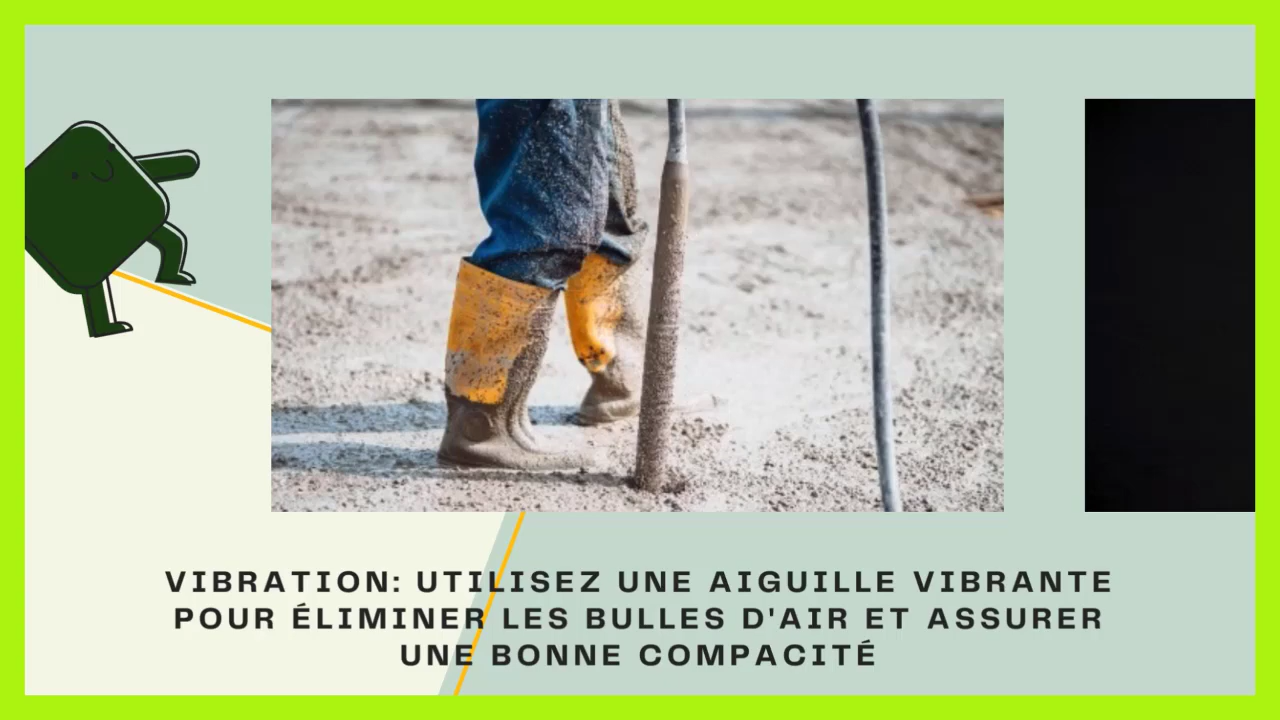 VIBRATION: UTILISEZ UNE AIGUILLE VIBRANTE
POUR ÉLIMINER LES BULLES D'AIR ET ASSURER
UNE BONNE COMPACITÉ